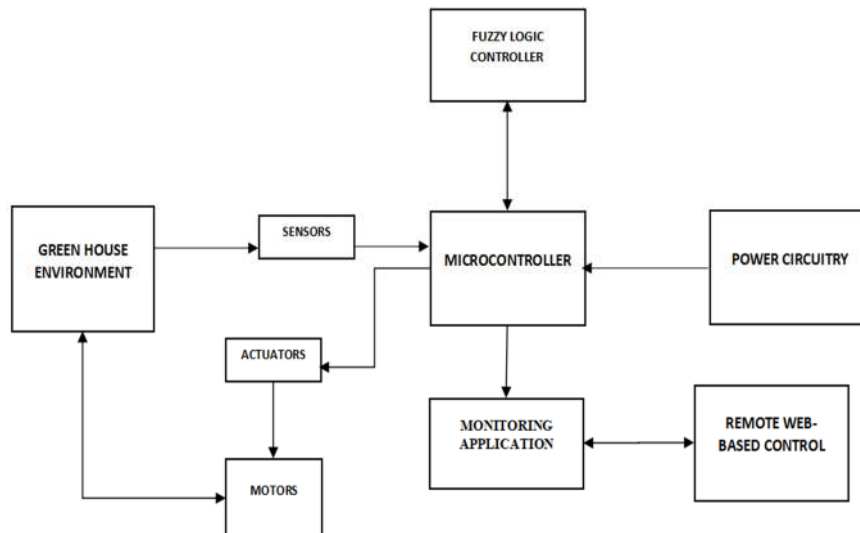 FUZZY LOGIC
CONTROLLER
GREEN HOUSE
ENVIRONMENT
SENSORS
MICROCONTROLLER
POWER CIRCUITRY
ACTUATORS
MONITORING
APPLICATION
REMOTE WEB-
BASED CONTROL
MOTORS